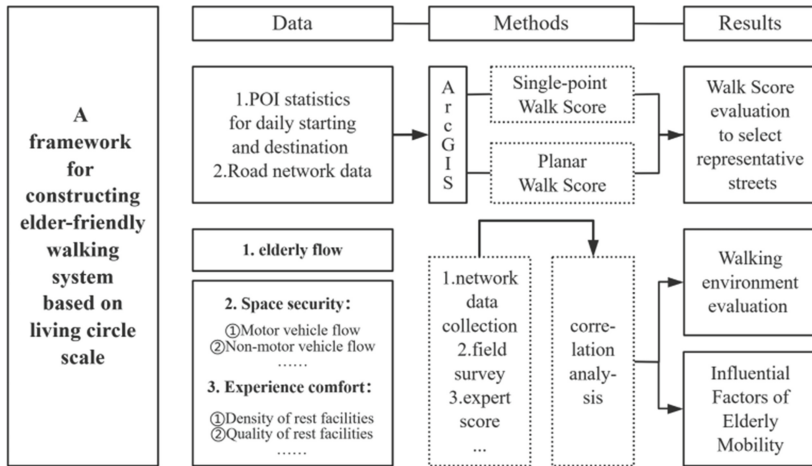 A
framework
for
constructing
elder-friendly
walking
system
based on
living circle
scale
Data
Methods
Results
1.POI statistics
for daily starting
and destination
2.Road network data
ArcGIS
Single-point
Walk Score
Planar
Walk Score
Walk Score
evaluation
to select
representative
streets
1. elderly flow
2. Space security:
①Motor vehicle flow
②Non-motor vehicle flow
......
3. Experience comfort:
①Density of rest facilities
②Quality of rest facilities
......
1.network
data
collection
2.field
survey
3.expert
score
...
corre-
lation
analy-
sis
Walking
environment
evaluation
Influential
Factors of
Elderly
Mobility